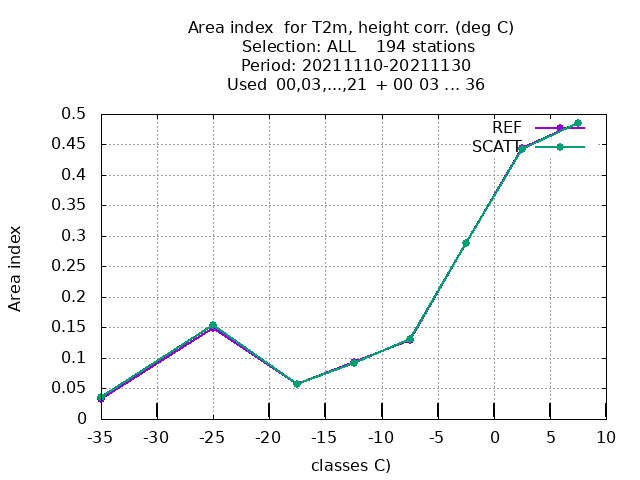 Area index  for T2m, height corr. (deg C)
Selection: ALL    194 stations
Period: 20211110-20211130
Used  00,03,...,21  + 00 03 ... 36
REF
SCATT
0.5
0.45
0.4
0.35
0.3
0.25
0.2
0.15
0.1
0.05
0
Area index
-35 -30 -25 -20 -15 -10 -5 0 5 10
classes C)